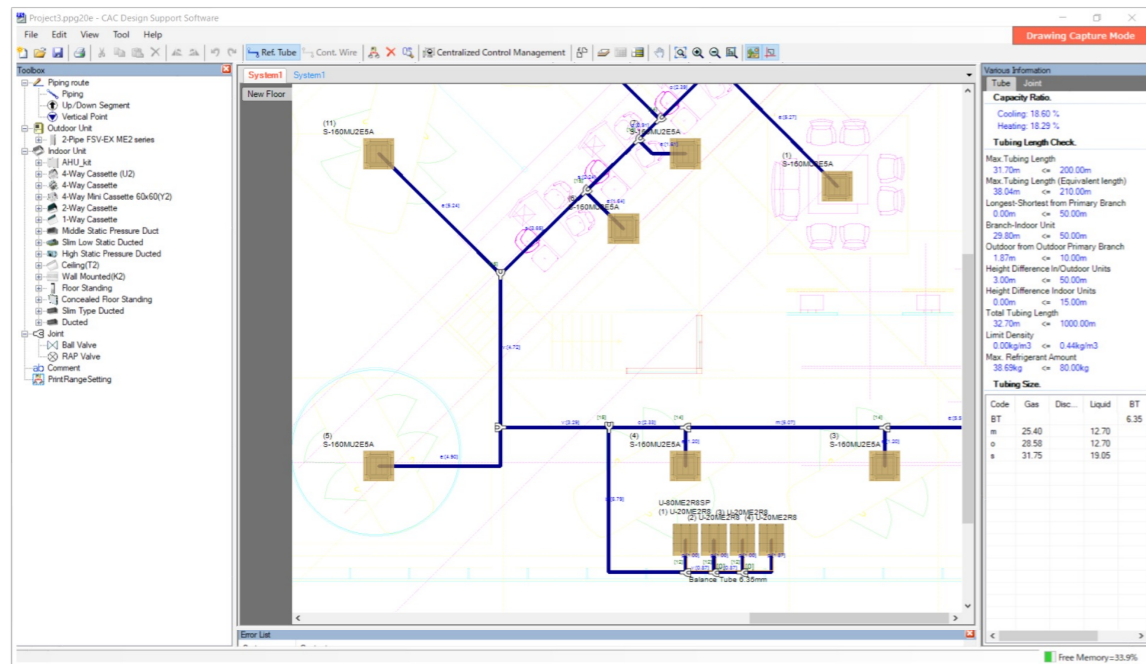 Project3.ppg20e - CAC Design Support Software
File Edit View Tool Help
Drawing Capture Mode
Ref. Tube Cont. Wire Centralized Control Management
Toolbox
Piping route
Piping
Up/Down Segment
Vertical Point
Outdoor Unit
2-Pipe FSV-EX ME2 series
Indoor Unit
AHU_kit
4-Way Cassette (U2)
4-Way Cassette
4-Way Mini Cassette 60x60(Y2)
2-Way Cassette
1-Way Cassette
Middle Static Pressure Duct
Slim Low Static Ducted
High Static Pressure Ducted
Ceiling(T2)
Wall Mounted(K2)
Floor Standing
Concealed Floor Standing
Slim Type Ducted
Ducted
Joint
Ball Valve
RAP Valve
Comment
PrintRangeSetting
System1 System1
New Floor
(11)
S-160MU2E5A
S-160MU2E5A
(1)
S-160MU2E5A
S-160MU2E5A
(5)
S-160MU2E5A
(4)
S-160MU2E5A
(3)
S-160MU2E5A
U-80ME2R8SP
(1) U-20ME2R8
(2) U-20ME2R8
(3) U-20ME2R8
(4) U-20ME2R8
Balance Tube 6.35mm
Error List
Various Information
Tube Joint
Capacity Ratio.
Cooling: 18.60 %
Heating: 18.29 %
Tubing Length Check.
Max.Tubing Length
31.70m <= 200.00m
Max.Tubing Length (Equivalent length)
38.04m <= 210.00m
Longest-Shortest from Primary Branch
0.00m <= 50.00m
Branch-Indoor Unit
29.80m <= 50.00m
Outdoor from Outdoor Primary Branch
1.87m <= 10.00m
Height Difference In/Outdoor Units
3.00m <= 50.00m
Height Difference Indoor Units
0.00m <= 15.00m
Total Tubing Length
32.70m <= 1000.00m
Limit Density
0.00kg/m3 <= 0.44kg/m3
Max. Refrigerant Amount
38.69kg <= 80.00kg
Tubing Size.
Code Gas Disc... Liquid BT
BT 6.35
m 25.40 12.70
o 28.58 12.70
s 31.75 19.05
Free Memory=33.9%